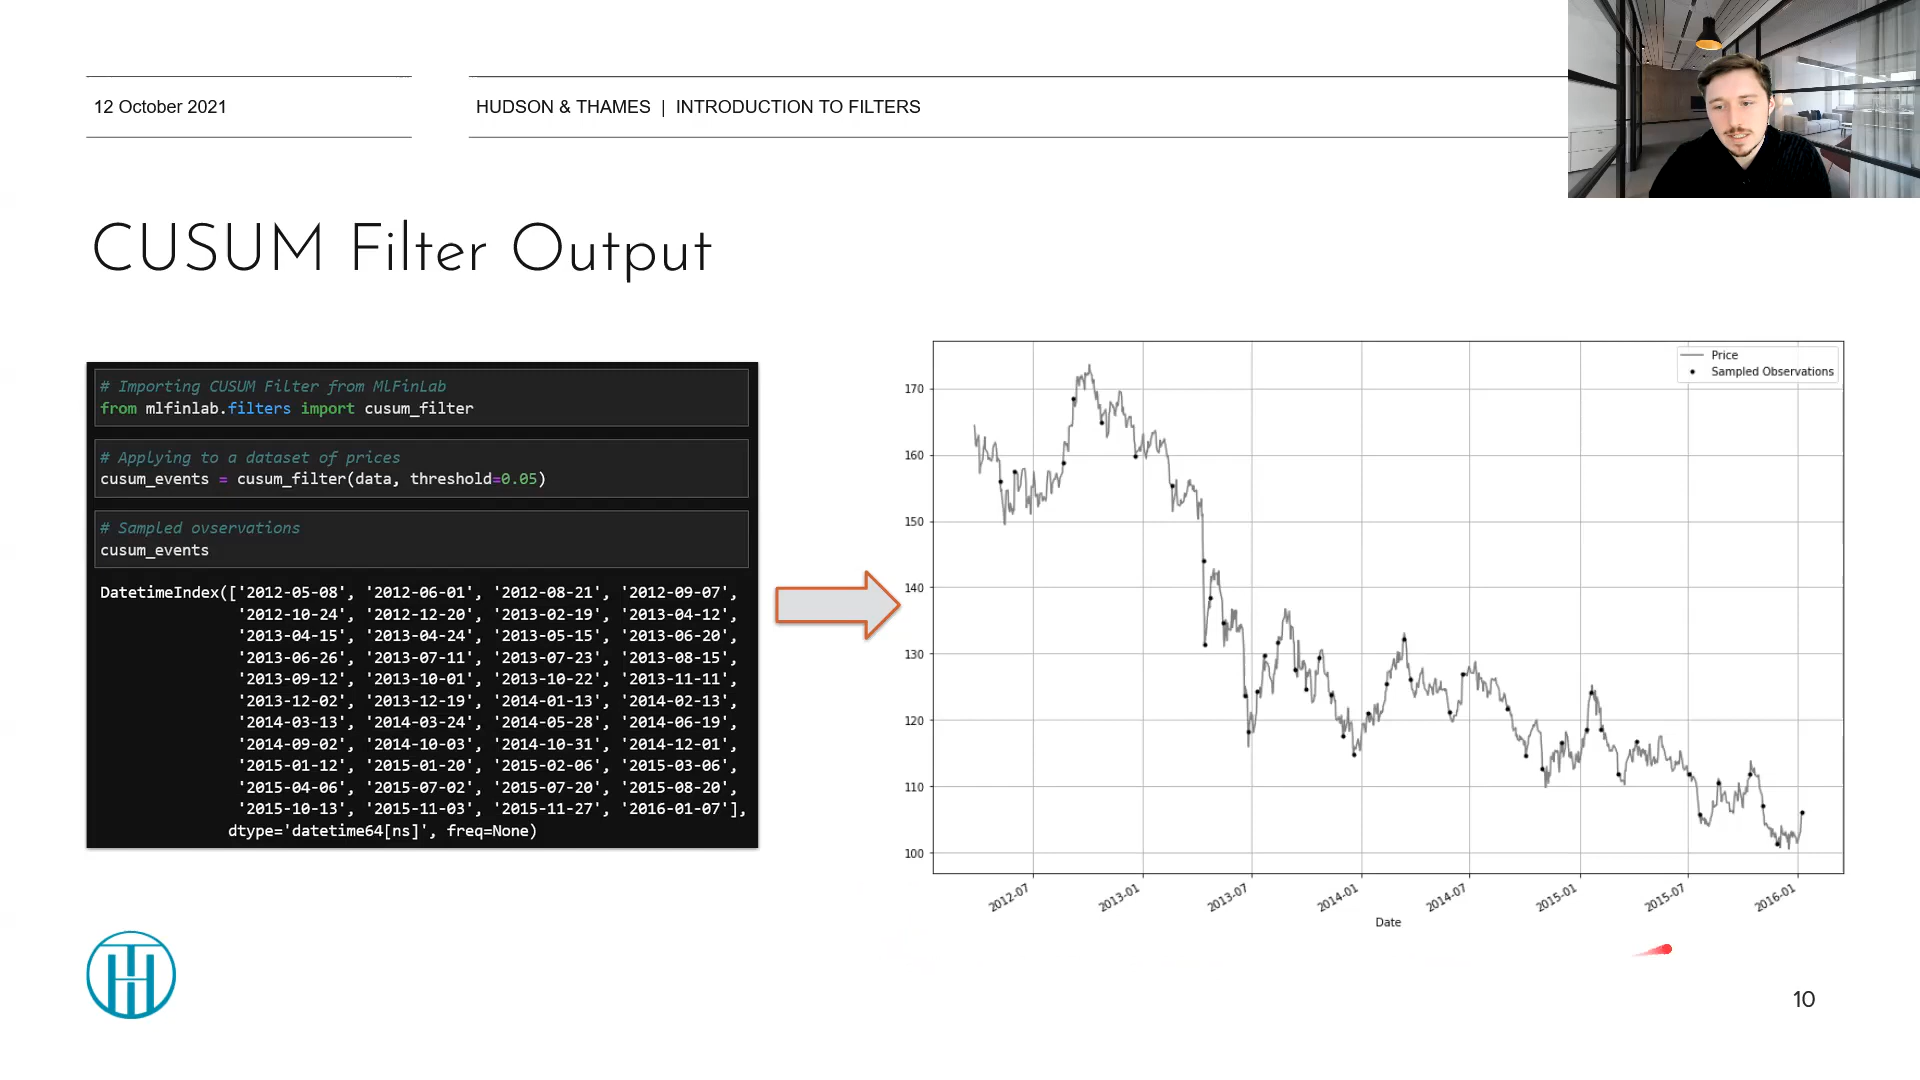 12 October 2021
HUDSON & THAMES | INTRODUCTION TO FILTERS
CUSUM Filter Output
# Importing CUSUM Filter from MlFinLab
from mlfinlab.filters import cusum_filter
# Applying to a dataset of prices
cusum_events = cusum_filter(data, threshold=0.05)
# Sampled ovservations
cusum_events
DatetimeIndex(['2012-05-08', '2012-06-01', '2012-08-21', '2012-09-07',
'2012-10-24', '2012-12-20', '2013-02-19', '2013-04-12',
'2013-04-15', '2013-04-24', '2013-05-15', '2013-06-20',
'2013-06-26', '2013-07-11', '2013-07-23', '2013-08-15',
'2013-09-12', '2013-10-01', '2013-10-22', '2013-11-11',
'2013-12-02', '2013-12-19', '2014-01-13', '2014-02-13',
'2014-03-13', '2014-03-24', '2014-05-28', '2014-06-19',
'2014-09-02', '2014-10-03', '2014-10-31', '2014-12-01',
'2015-01-12', '2015-01-20', '2015-02-06', '2015-03-06',
'2015-04-06', '2015-07-02', '2015-07-20', '2015-08-20',
'2015-10-13', '2015-11-03', '2015-11-27', '2016-01-07'],
dtype='datetime64[ns]', freq=None)
Price
Sampled Observations
170
160
150
140
130
120
110
100
2012-07
2013-01
2013-07
2014-01
2014-07
2015-01
2015-07
2016-01
Date
10